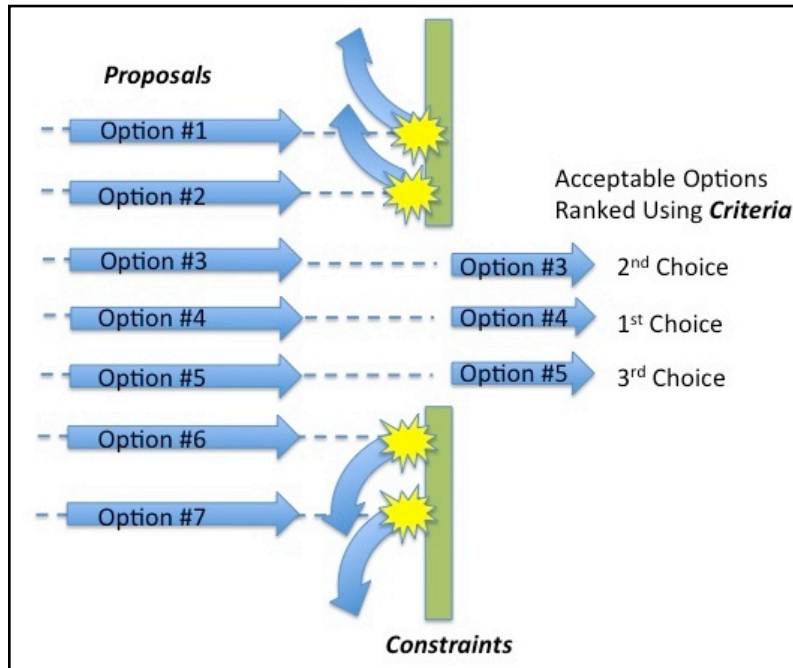 Proposals
Option #1
Option #2
Acceptable Options
Ranked Using Criteria
Option #3
Option #3
2nd Choice
Option #4
Option #4
1st Choice
Option #5
Option #5
3rd Choice
Option #6
Option #7
Constraints